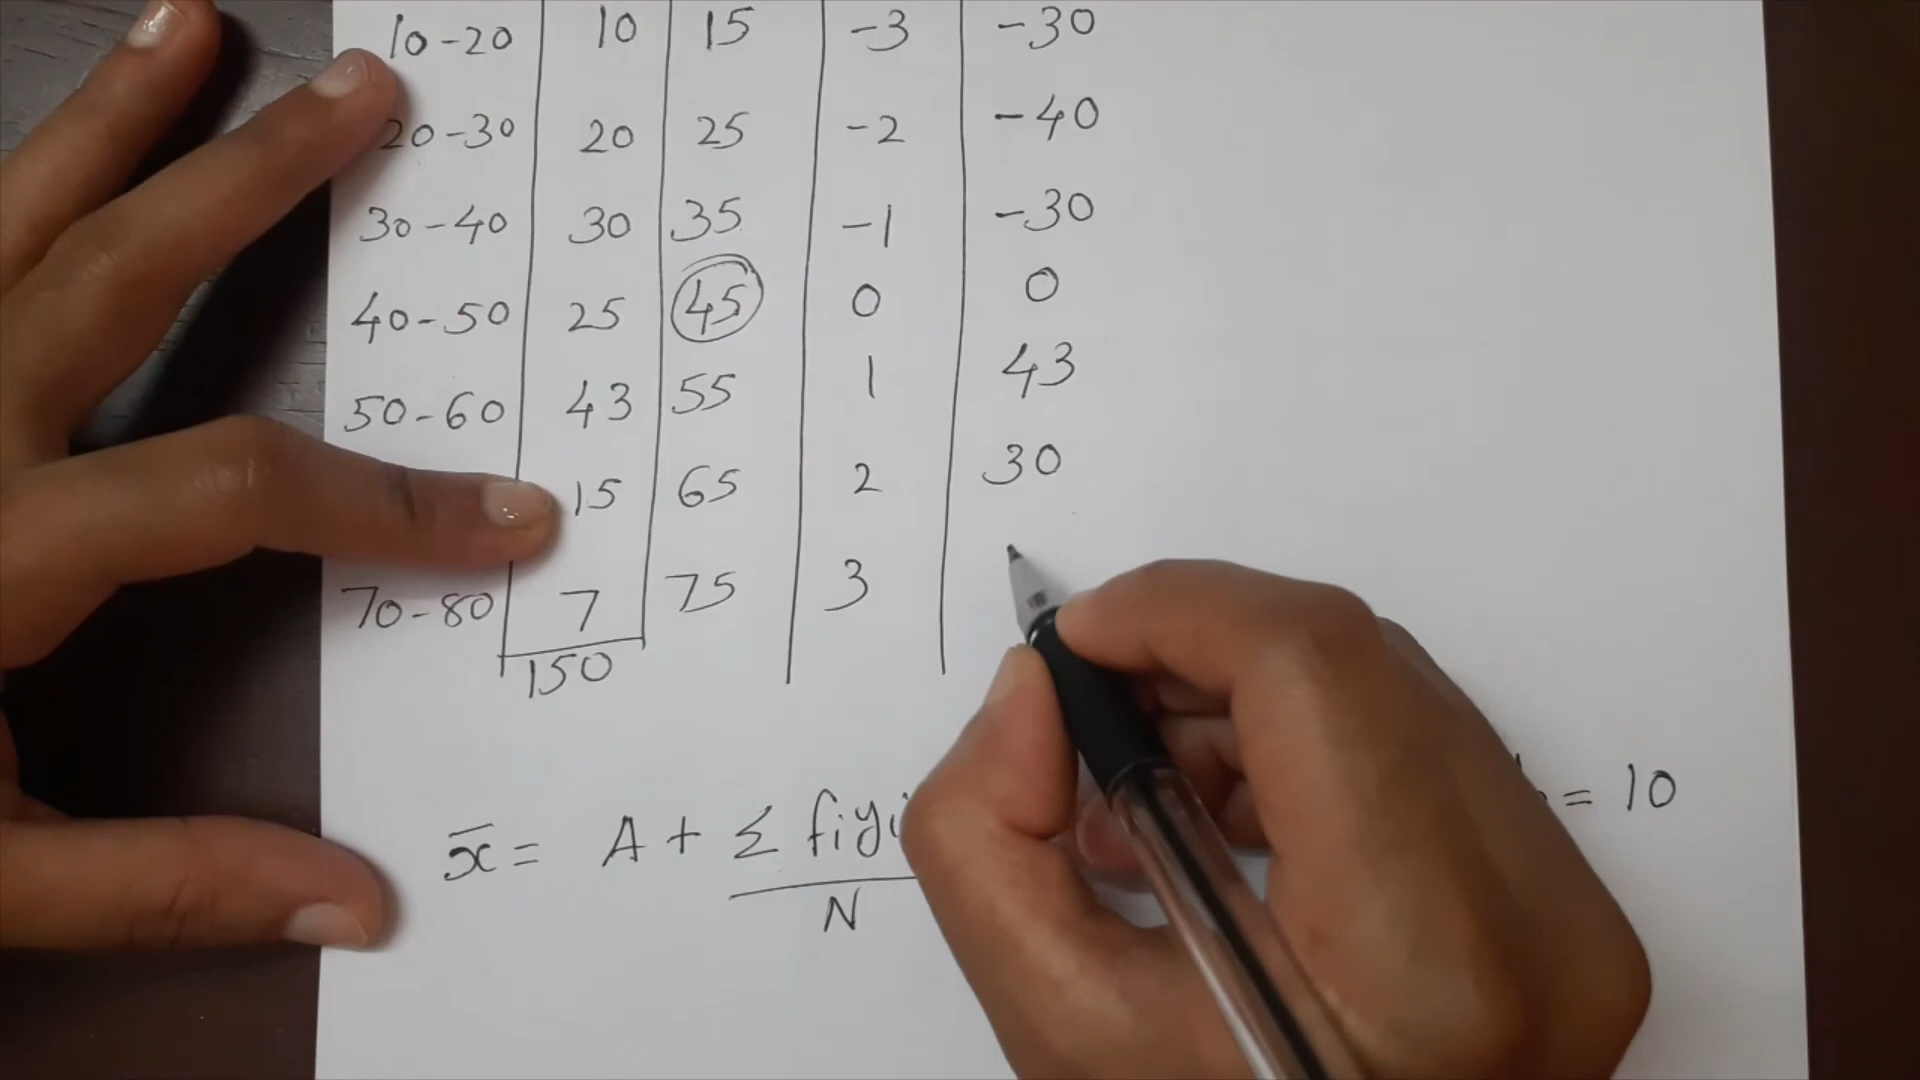 10-20 10 15 -3 -30
20-30 20 25 -2 -40
30-40 30 35 -1 -30
40-50 25 45 0 0
50-60 43 55 1 43
15 65 2 30
70-80 7 75 3
150
x̄ = A + Σ fiyi
N
= 10